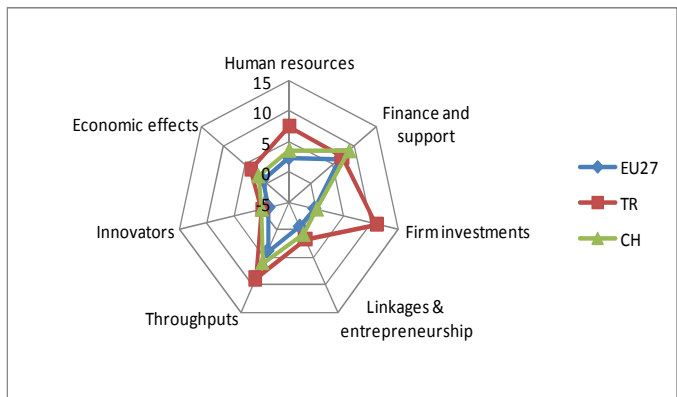 Human resources
15
10
5
0
-5
Finance and
support
Firm investments
Linkages &
entrepreneurship
Throughputs
Innovators
Economic effects
EU27
TR
CH